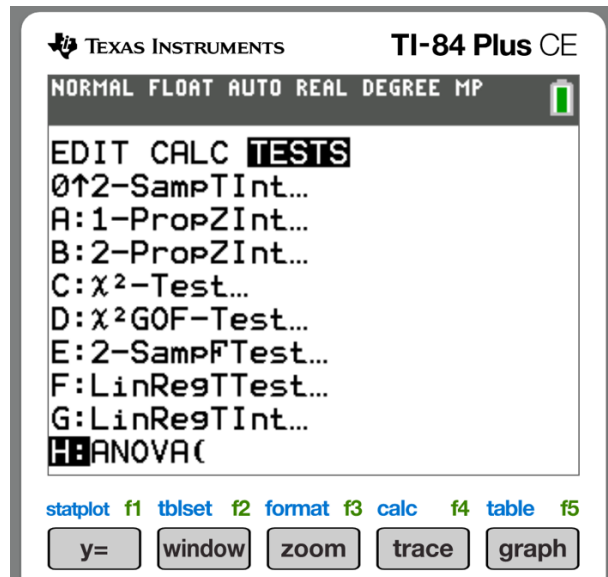 TEXAS INSTRUMENTS TI-84 Plus CE
NORMAL FLOAT AUTO REAL DEGREE MP
EDIT CALC TESTS
0↑2-SampTInt…
A:1-PropZInt…
B:2-PropZInt…
C:χ²-Test…
D:χ²GOF-Test…
E:2-SampFTest…
F:LinRegTTest…
G:LinRegTInt…
H:ANOVA(
statplot f1 tblset f2 format f3 calc f4 table f5
y= window zoom trace graph